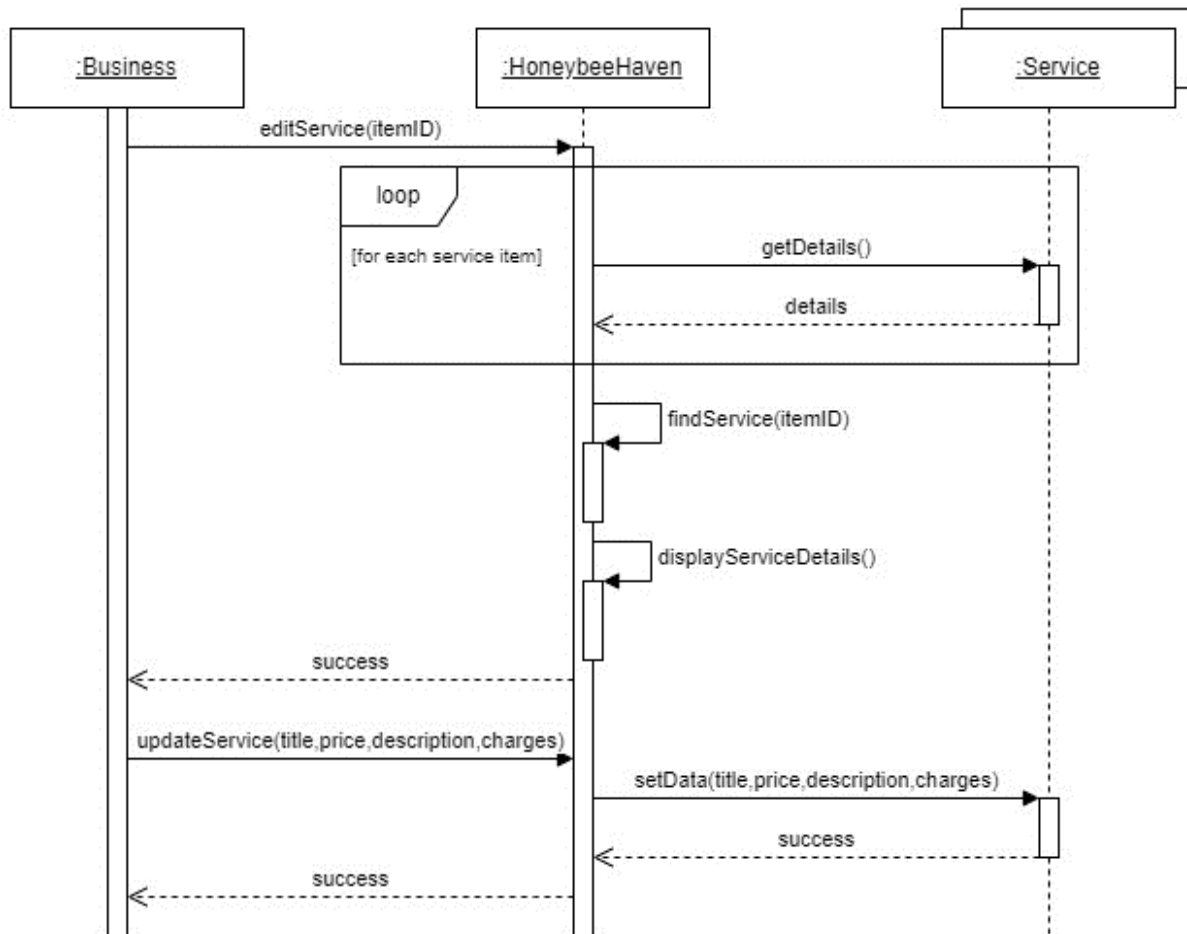 :Business
:HoneybeeHaven
:Service
editService(itemID)
loop
[for each service item]
getDetails()
details
findService(itemID)
displayServiceDetails()
success
updateService(title,price,description,charges)
setData(title,price,description,charges)
success
success